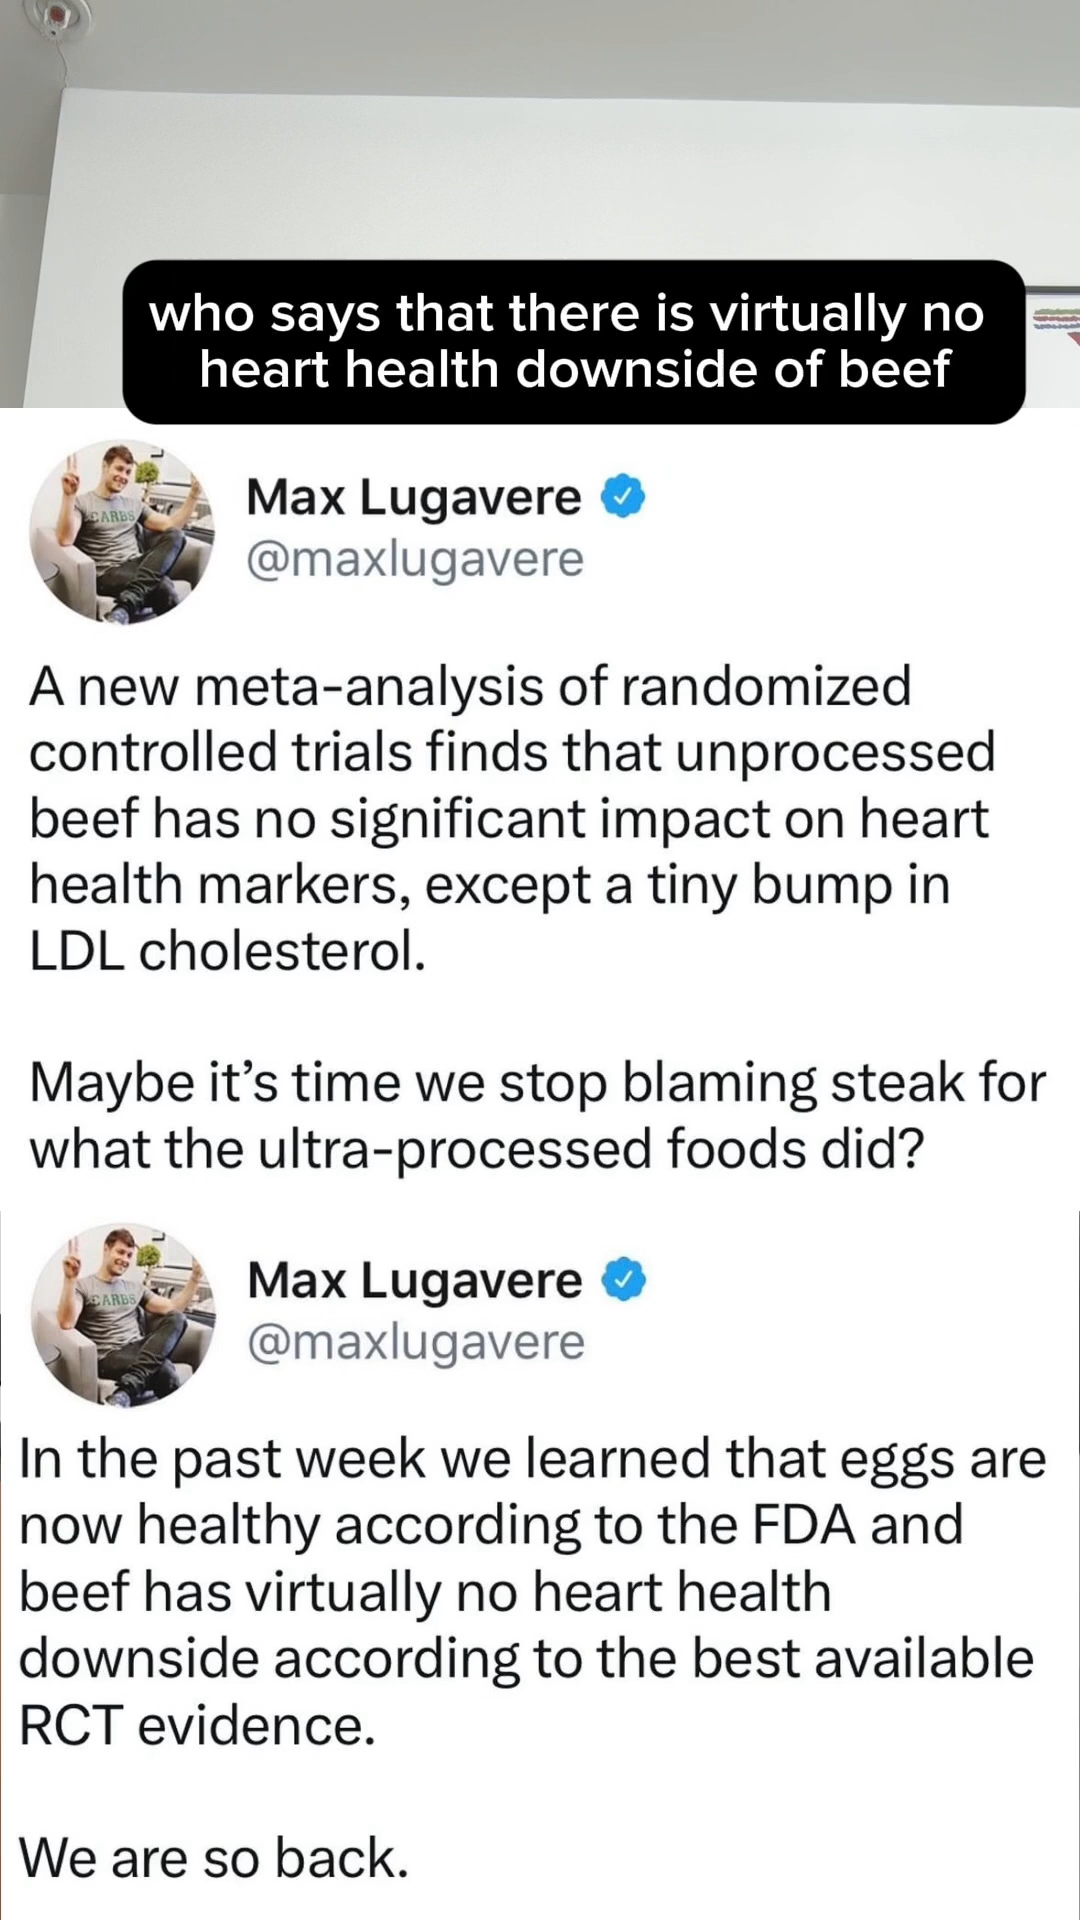 who says that there is virtually no
heart health downside of beef
Max Lugavere
@maxlugavere
A new meta-analysis of randomized
controlled trials finds that unprocessed
beef has no significant impact on heart
health markers, except a tiny bump in
LDL cholesterol.
Maybe it’s time we stop blaming steak for
what the ultra-processed foods did?
Max Lugavere
@maxlugavere
In the past week we learned that eggs are
now healthy according to the FDA and
beef has virtually no heart health
downside according to the best available
RCT evidence.
We are so back.